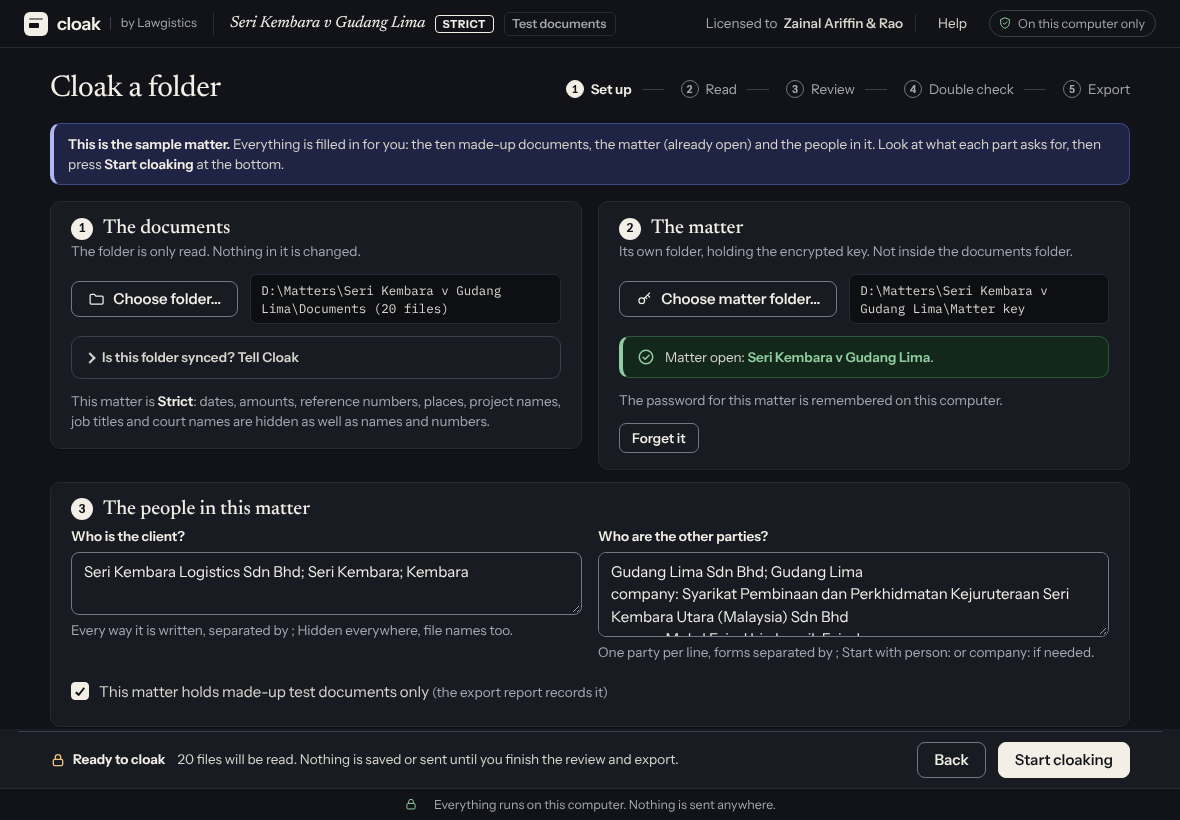 cloak
by Lawgistics
Seri Kembara v Gudang Lima
STRICT
Test documents
Licensed to Zainal Ariffin & Rao
Help
On this computer only
Cloak a folder
1 Set up
2 Read
3 Review
4 Double check
5 Export
This is the sample matter. Everything is filled in for you: the ten made-up documents, the matter (already open) and the people in it. Look at what each part asks for, then
press Start cloaking at the bottom.
1 The documents
The folder is only read. Nothing in it is changed.
Choose folder...
D:\Matters\Seri Kembara v Gudang
Lima\Documents (20 files)
Is this folder synced? Tell Cloak
This matter is Strict: dates, amounts, reference numbers, places, project names,
job titles and court names are hidden as well as names and numbers.
2 The matter
Its own folder, holding the encrypted key. Not inside the documents folder.
Choose matter folder...
D:\Matters\Seri Kembara v
Gudang Lima\Matter key
Matter open: Seri Kembara v Gudang Lima.
The password for this matter is remembered on this computer.
Forget it
3 The people in this matter
Who is the client?
Seri Kembara Logistics Sdn Bhd; Seri Kembara; Kembara
Every way it is written, separated by ; Hidden everywhere, file names too.
Who are the other parties?
Gudang Lima Sdn Bhd; Gudang Lima
company: Syarikat Pembinaan dan Perkhidmatan Kejuruteraan Seri
Kembara Utara (Malaysia) Sdn Bhd
One party per line, forms separated by ; Start with person: or company: if needed.
This matter holds made-up test documents only (the export report records it)
Ready to cloak
20 files will be read. Nothing is saved or sent until you finish the review and export.
Back
Start cloaking
Everything runs on this computer. Nothing is sent anywhere.